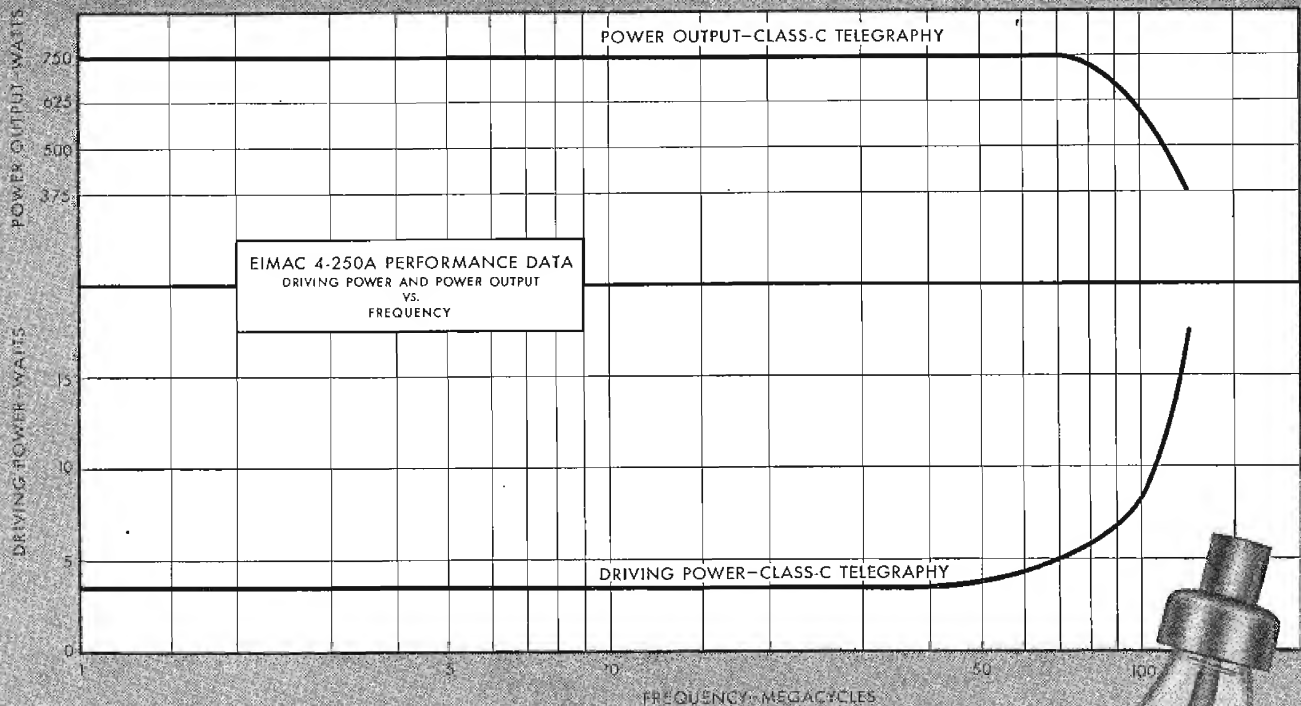 POWER OUTPUT-WATTS
750
625
500
375
POWER OUTPUT-CLASS-C TELEGRAPHY
EIMAC 4-250A PERFORMANCE DATA
DRIVING POWER AND POWER OUTPUT
VS.
FREQUENCY
DRIVING POWER-WATTS
15
10
5
0
DRIVING POWER-CLASS-C TELEGRAPHY
1
5
10
50
100
FREQUENCY-MEGACYCLES